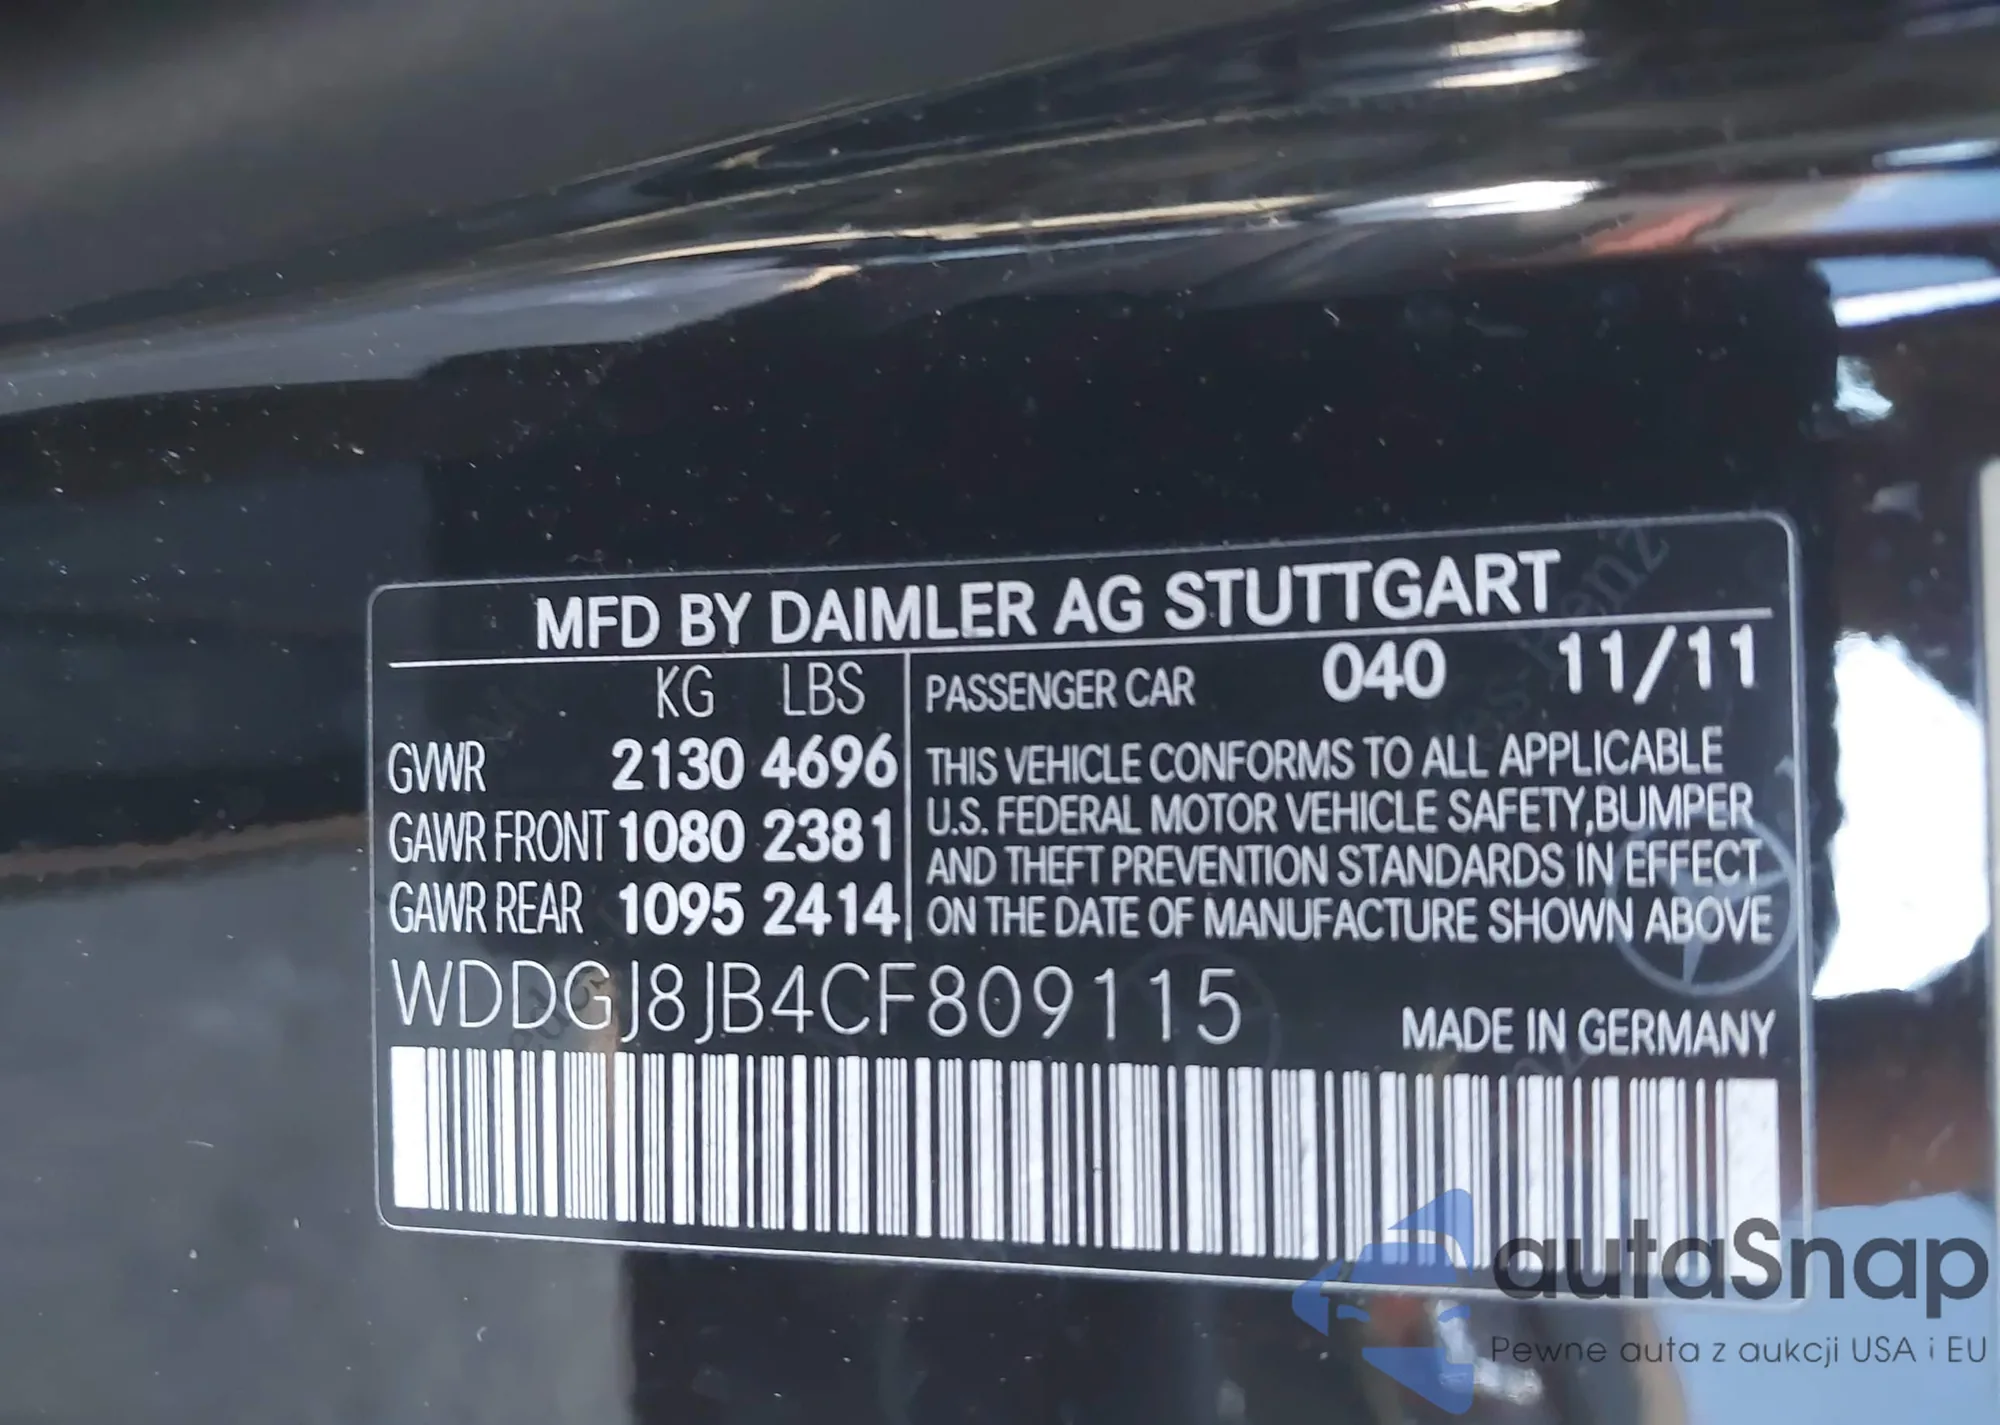 MFD BY DAIMLER AG STUTTGART
KG LBS
GVWR 2130 4696
GAWR FRONT 1080 2381
GAWR REAR 1095 2414
PASSENGER CAR 040 11/11
THIS VEHICLE CONFORMS TO ALL APPLICABLE
U.S. FEDERAL MOTOR VEHICLE SAFETY,BUMPER
AND THEFT PREVENTION STANDARDS IN EFFECT
ON THE DATE OF MANUFACTURE SHOWN ABOVE
WDDGJ8JB4CF809115
MADE IN GERMANY
autaSnap
Pewne auta z aukcji USA i EU